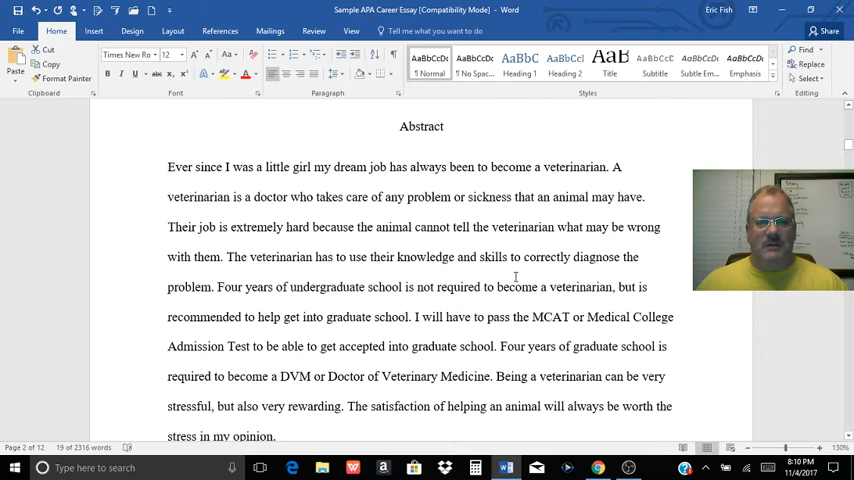 Sample APA Career Essay [Compatibility Mode] - Word
Eric Fish
File Home Insert Draw Design Layout References Mailings Review View Tell me what you want to do
Share
Cut
Copy
Format Painter
Paste
Clipboard
Times New Ro 12
Font
Paragraph
AaBbCcDc AaBbCcDc AaBbC AaBbCc AaBb AaBbCcD AaBbCcDc AaBbCcDc
¶ Normal ¶ No Spac... Heading 1 Heading 2 Title Subtitle Subtle Em... Emphasis
Styles
Find
Replace
Select
Editing
Abstract
Ever since I was a little girl my dream job has always been to become a veterinarian. A
veterinarian is a doctor who takes care of any problem or sickness that an animal may have.
Their job is extremely hard because the animal cannot tell the veterinarian what may be wrong
with them. The veterinarian has to use their knowledge and skills to correctly diagnose the
problem. Four years of undergraduate school is not required to become a veterinarian, but is
recommended to help get into graduate school. I will have to pass the MCAT or Medical College
Admission Test to be able to get accepted into graduate school. Four years of graduate school is
required to become a DVM or Doctor of Veterinary Medicine. Being a veterinarian can be very
stressful, but also very rewarding. The satisfaction of helping an animal will always be worth the
stress in my opinion.
Page 2 of 12 19 of 2316 words
130%
Type here to search
8:10 PM
11/4/2017